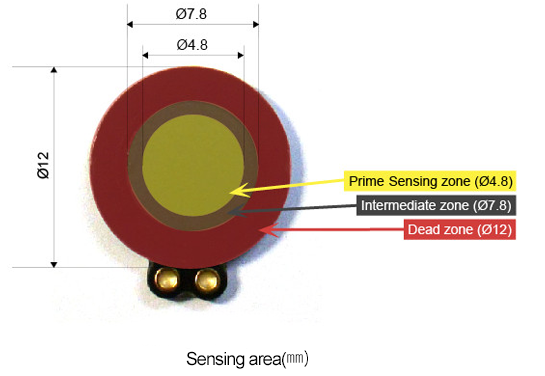 Ø7.8
Ø4.8
Ø12
Prime Sensing zone (Ø4.8)
Intermediate zone (Ø7.8)
Dead zone (Ø12)
Sensing area(㎜)